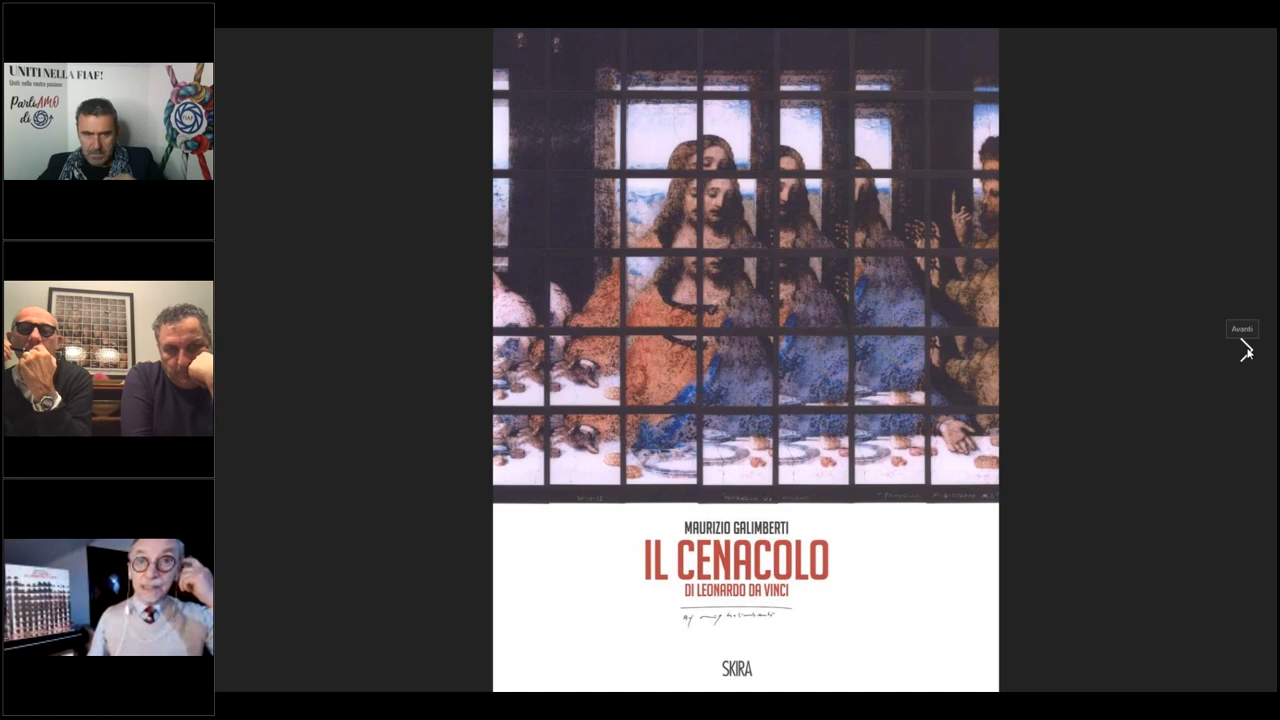 UNITI NELLA FIAF!
Uniti nella nostra passione
ParliAMO
di
FIAF
Avanti
MAURIZIO GALIMBERTI
IL CENACOLO
DI LEONARDO DA VINCI
SKIRA